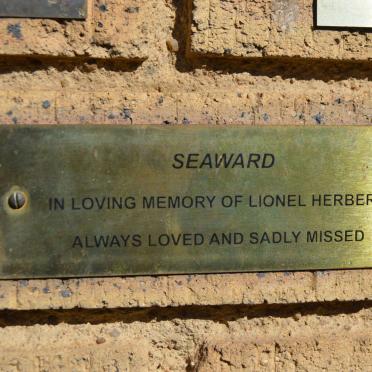 SEAWARD
IN LOVING MEMORY OF LIONEL HERBER
ALWAYS LOVED AND SADLY MISSED